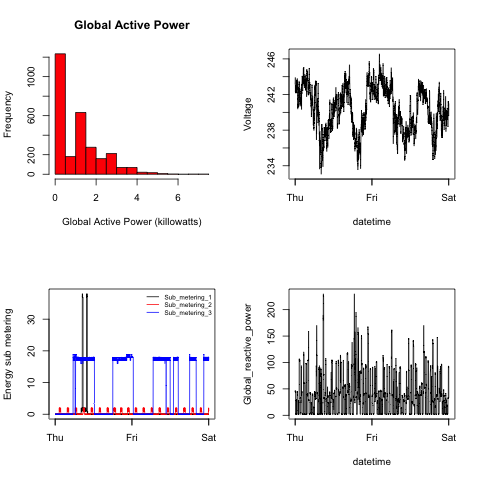 Global Active Power
Frequency
0 200 600 1000
0 2 4 6
Global Active Power (killowatts)
Voltage
234 238 242 246
Thu Fri Sat
datetime
Energy sub metering
0 10 20 30
Sub_metering_1
Sub_metering_2
Sub_metering_3
Thu Fri Sat
Global_reactive_power
0 50 100 150 200
Thu Fri Sat
datetime